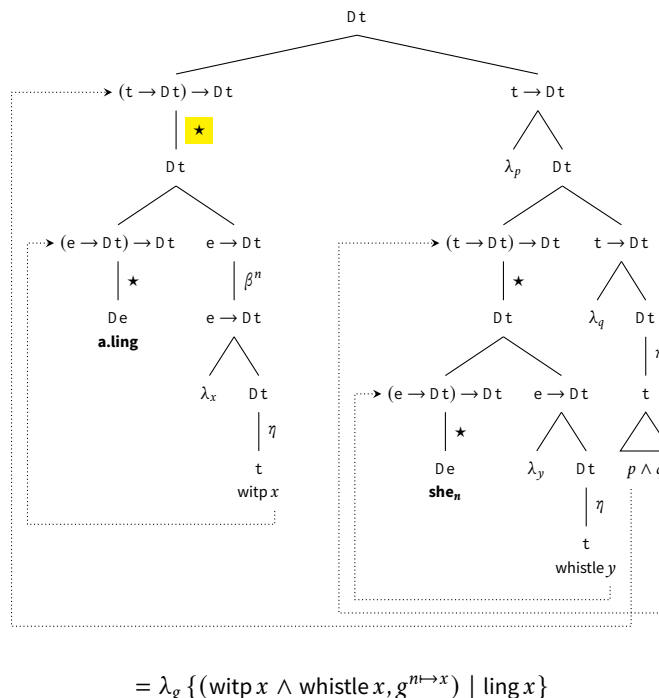 Dt
(t → Dt) → Dt t → Dt
★
Dt λ_p Dt
(e → Dt) → Dt e → Dt (t → Dt) → Dt t → Dt
★ βⁿ ★
De e → Dt Dt λ_q Dt
a.ling
λ_x Dt (e → Dt) → Dt e → Dt t
η ★
t De λ_y Dt p ∧
witp x she_n
η
t
whistle y
= λ_g {(witp x ∧ whistle x, g^{n↦x}) | ling x}